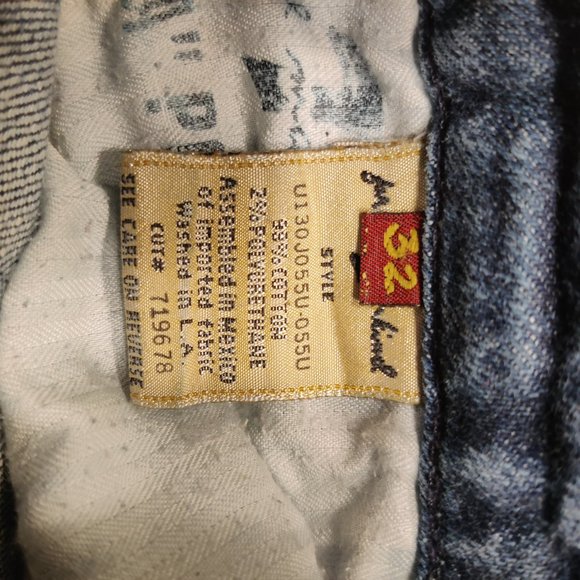 32
STYLE
U130J055U-055U
98% COTTON
2% POLYURETHANE
Assembled in Mexico
of imported fabric
Washed in L.A.
CUT# 719678
SEE CARE ON REVERSE